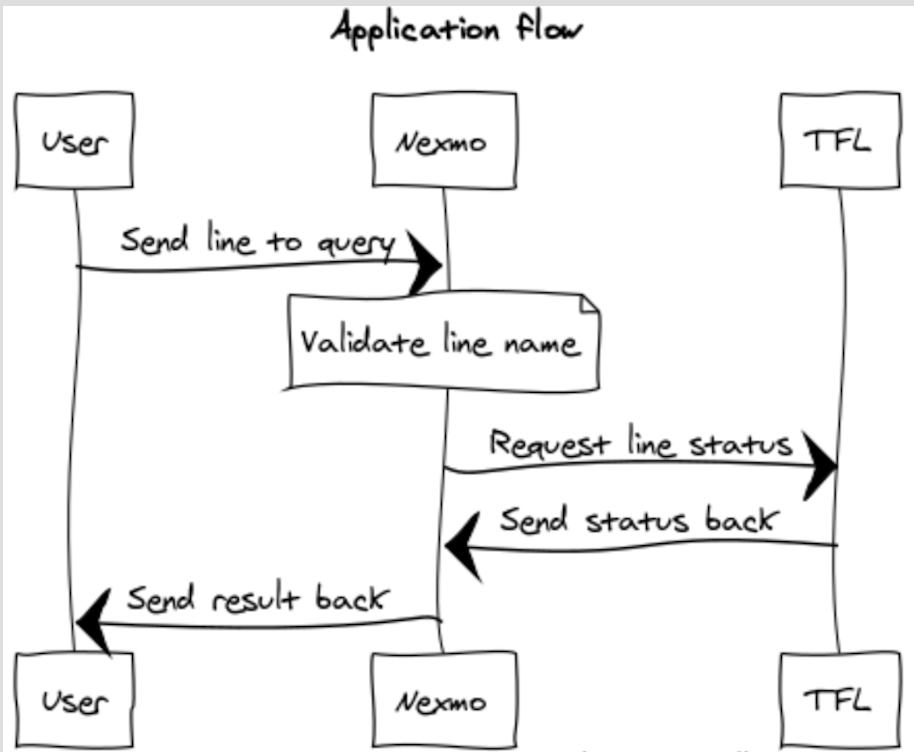 Application flow
User
Nexmo
TFL
Send line to query
Validate line name
Request line status
Send status back
Send result back
User
Nexmo
TFL